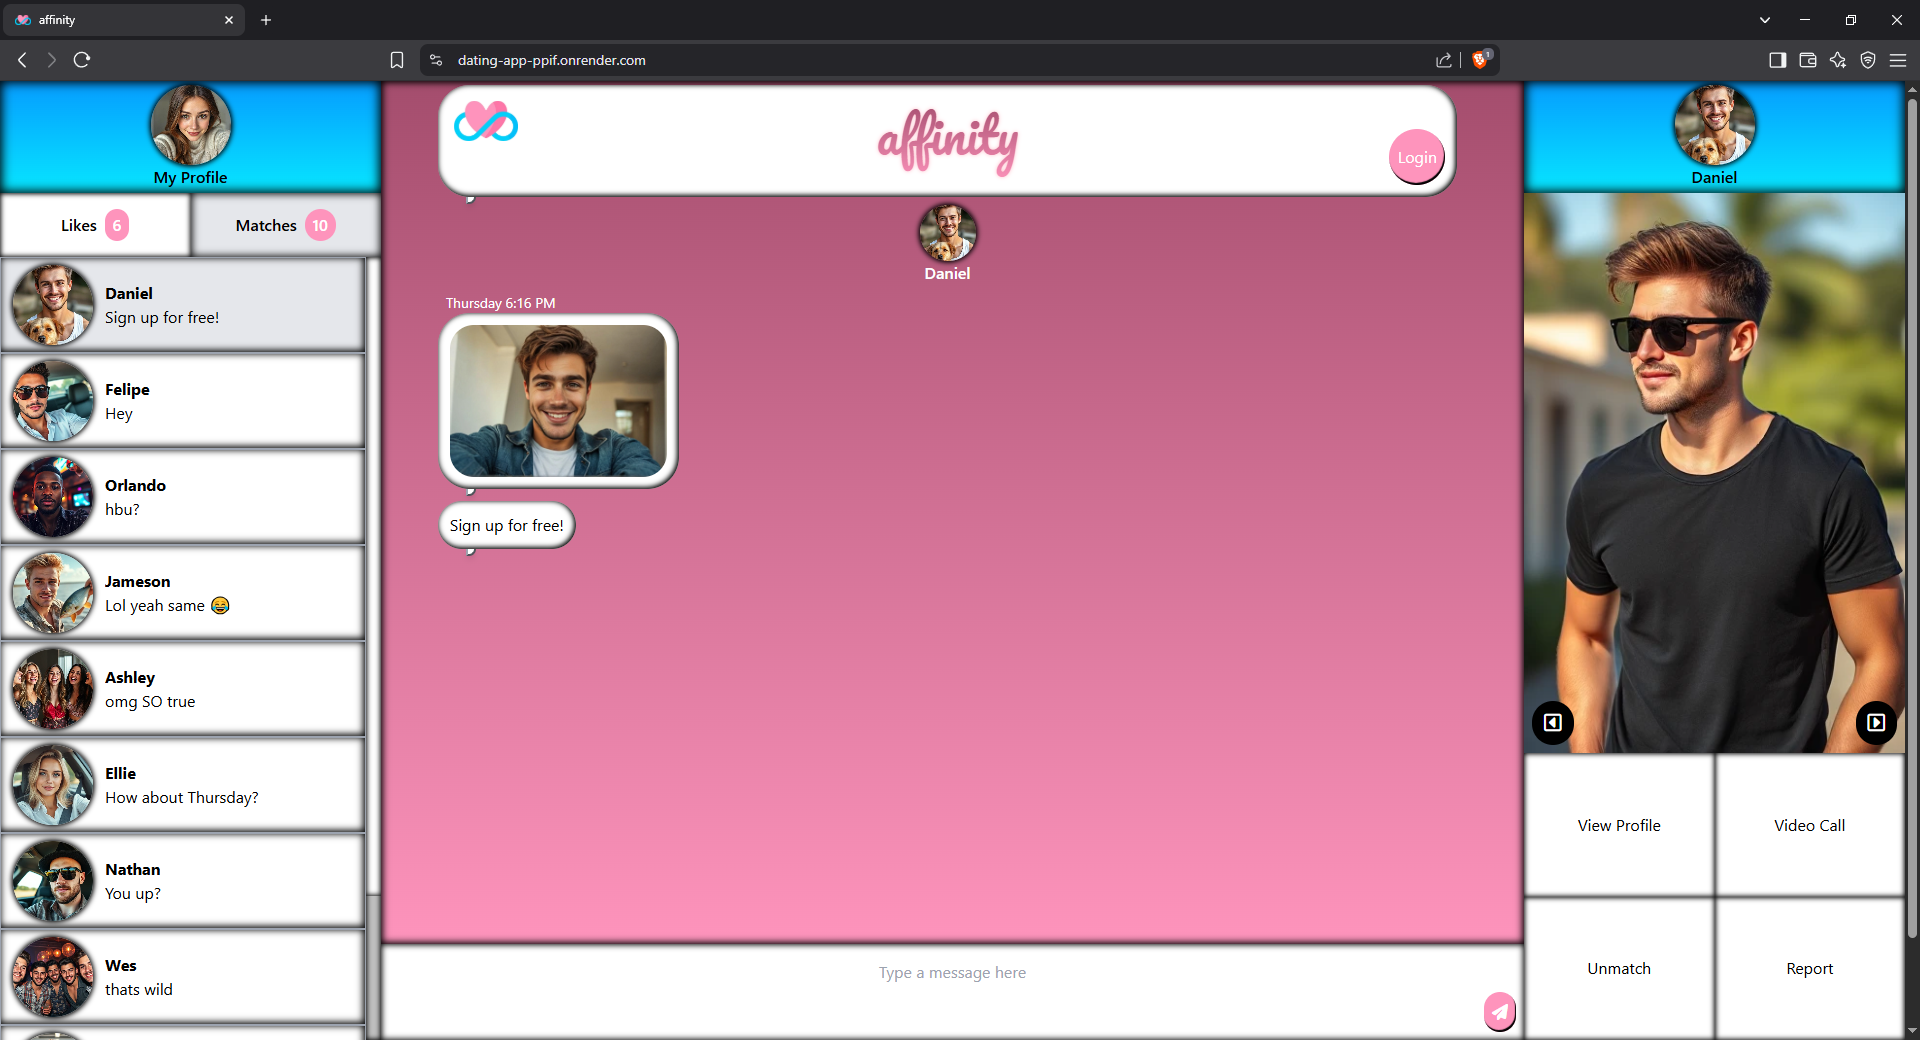 affinity
dating-app-ppif.onrender.com
1
My Profile
Likes 6
Matches 10
Daniel
Sign up for free!
Felipe
Hey
Orlando
hbu?
Jameson
Lol yeah same 😂
Ashley
omg SO true
Ellie
How about Thursday?
Nathan
You up?
Wes
thats wild
affinity
Login
Daniel
Thursday 6:16 PM
Sign up for free!
Type a message here
Daniel
View Profile
Video Call
Unmatch
Report